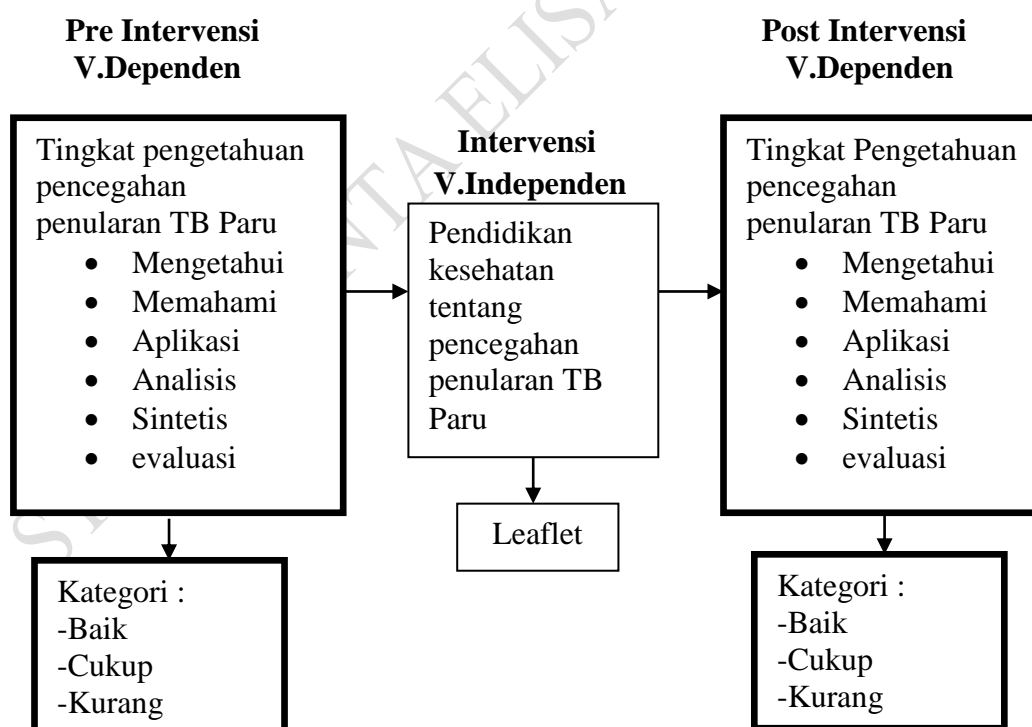 Pre Intervensi
V.Dependen
Tingkat pengetahuan
pencegahan
penularan TB Paru
• Mengetahui
• Memahami
• Aplikasi
• Analisis
• Sintetis
• evaluasi
Kategori :
-Baik
-Cukup
-Kurang
Intervensi
V.Independen
Pendidikan
kesehatan
tentang
pencegahan
penularan TB
Paru
Leaflet
Post Intervensi
V.Dependen
Tingkat Pengetahuan
pencegahan
penularan TB Paru
• Mengetahui
• Memahami
• Aplikasi
• Analisis
• Sintetis
• evaluasi
Kategori :
-Baik
-Cukup
-Kurang